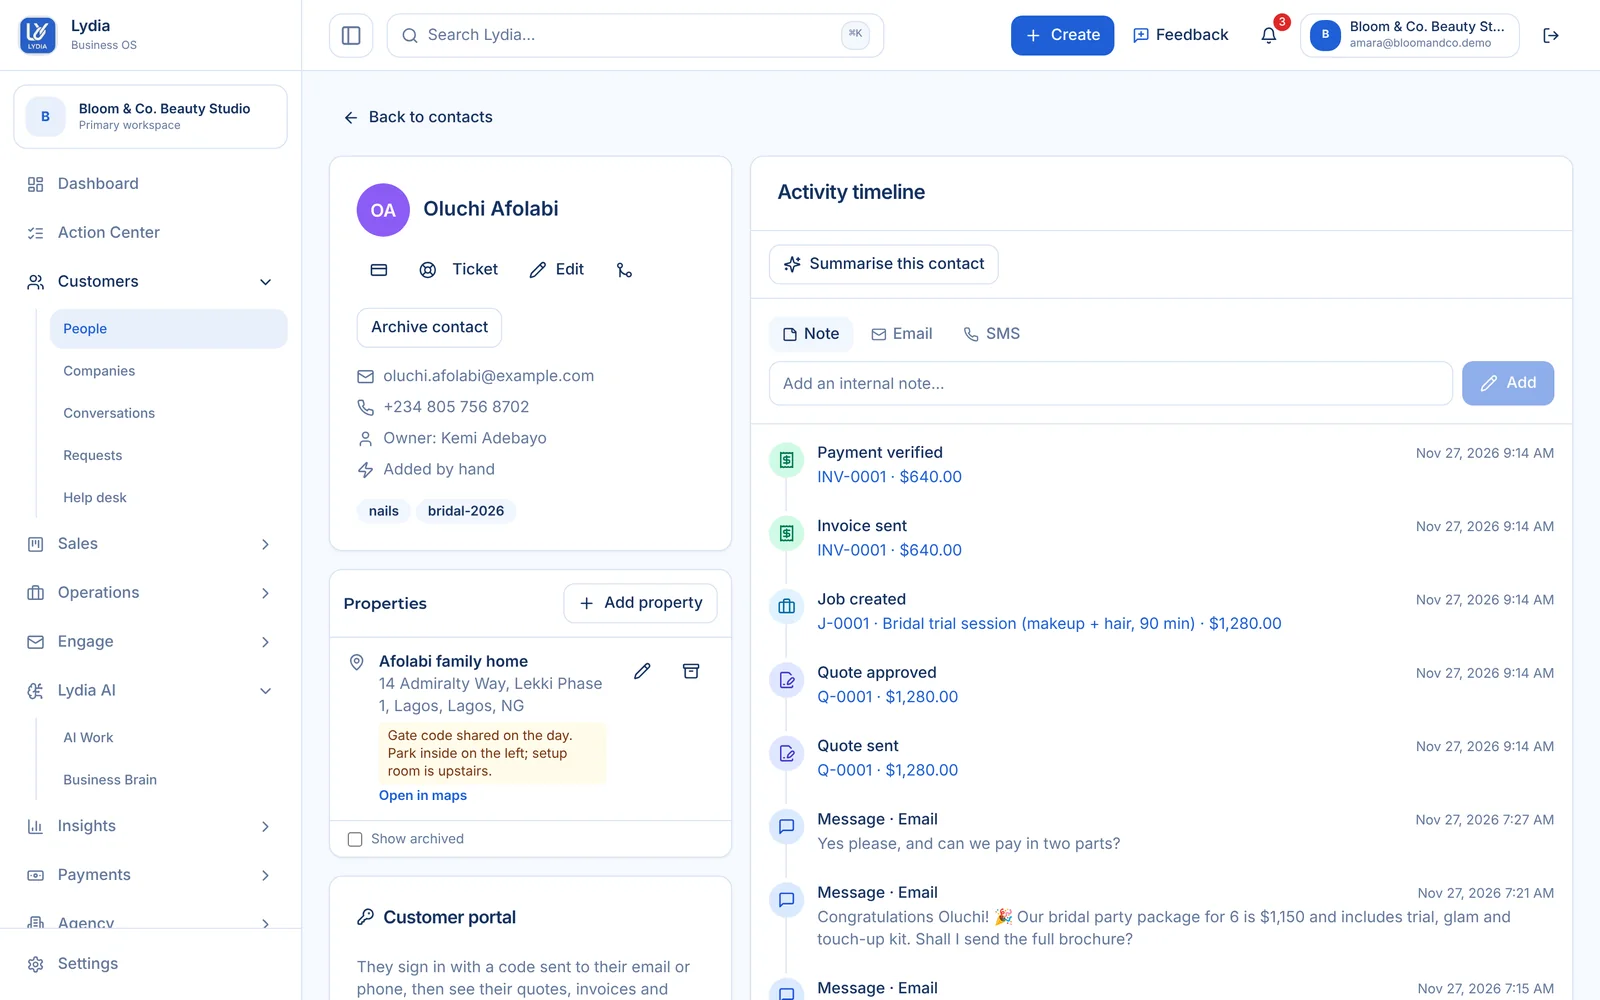 LYDIA
Lydia
Business OS
Search Lydia...
⌘K
+ Create
Feedback
3
B
Bloom & Co. Beauty St...
amara@bloomandco.demo
B
Bloom & Co. Beauty Studio
Primary workspace
Dashboard
Action Center
Customers
People
Companies
Conversations
Requests
Help desk
Sales
Operations
Engage
Lydia AI
AI Work
Business Brain
Insights
Payments
Agency
Settings
Back to contacts
OA
Oluchi Afolabi
Ticket
Edit
Archive contact
oluchi.afolabi@example.com
+234 805 756 8702
Owner: Kemi Adebayo
Added by hand
nails
bridal-2026
Properties
+ Add property
Afolabi family home
14 Admiralty Way, Lekki Phase
1, Lagos, Lagos, NG
Gate code shared on the day.
Park inside on the left; setup
room is upstairs.
Open in maps
Show archived
Customer portal
They sign in with a code sent to their email or
phone, then see their quotes, invoices and
Activity timeline
Summarise this contact
Note
Email
SMS
Add an internal note...
Add
Payment verified
Nov 27, 2026 9:14 AM
INV-0001 · $640.00
Invoice sent
Nov 27, 2026 9:14 AM
INV-0001 · $640.00
Job created
Nov 27, 2026 9:14 AM
J-0001 · Bridal trial session (makeup + hair, 90 min) · $1,280.00
Quote approved
Nov 27, 2026 9:14 AM
Q-0001 · $1,280.00
Quote sent
Nov 27, 2026 9:14 AM
Q-0001 · $1,280.00
Message · Email
Nov 27, 2026 7:27 AM
Yes please, and can we pay in two parts?
Message · Email
Nov 27, 2026 7:21 AM
Congratulations Oluchi! 🎉 Our bridal party package for 6 is $1,150 and includes trial, glam and
touch-up kit. Shall I send the full brochure?
Message · Email
Nov 27, 2026 7:15 AM